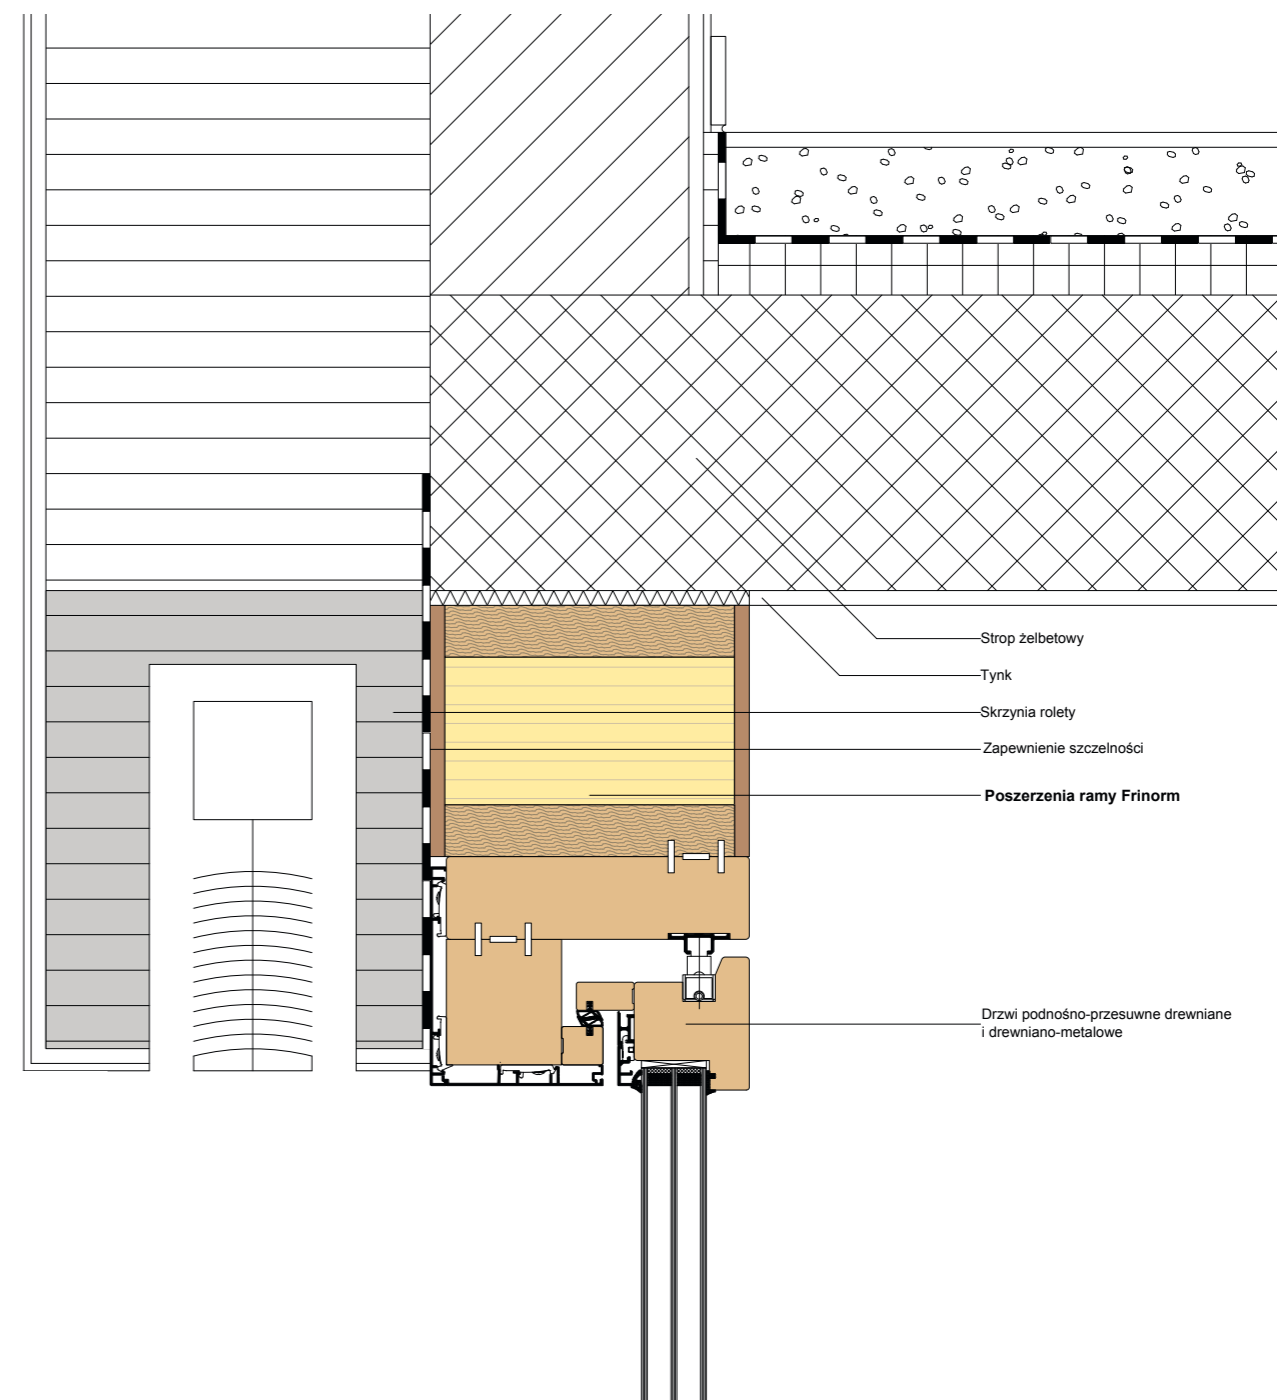 Strop żelbetowy
Tynk
Skrzynia rolety
Zapewnienie szczelności
Poszerzenia ramy Frinorm
Drzwi podnośno-przesuwne drewniane
i drewniano-metalowe